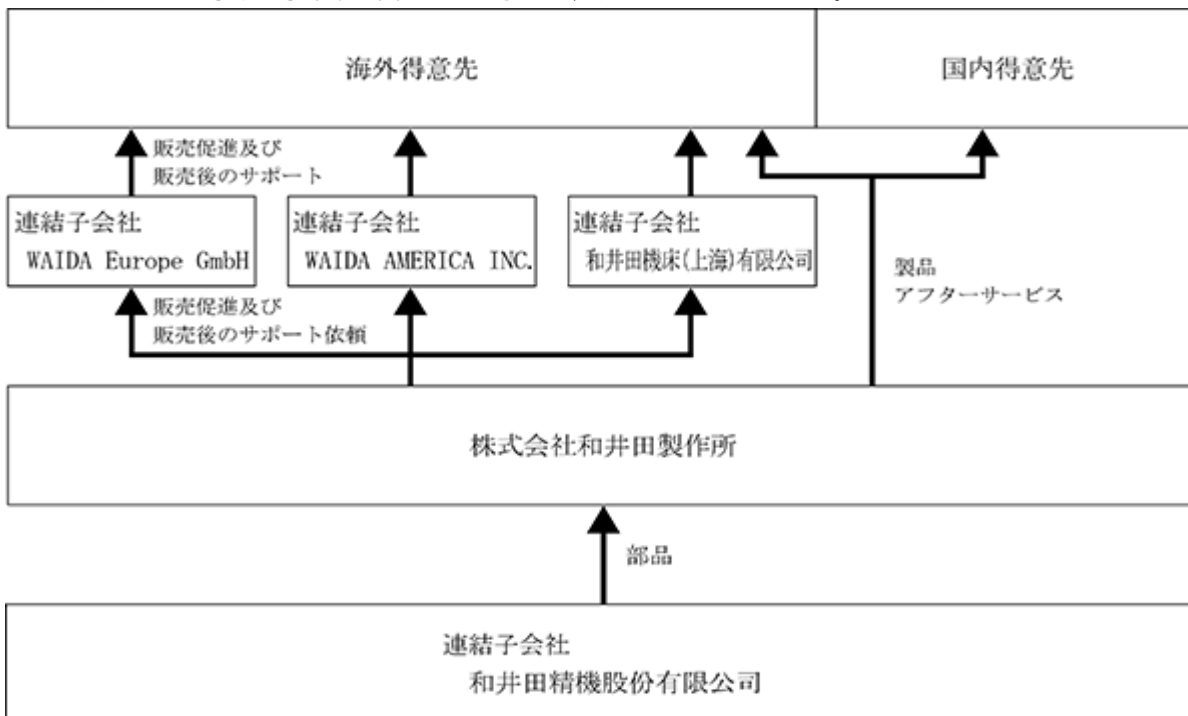 海外得意先
国内得意先
販売促進及び
販売後のサポート
連結子会社
WAIDA Europe GmbH
連結子会社
WAIDA AMERICA INC.
連結子会社
和井田機床(上海)有限公司
製品
アフターサービス
販売促進及び
販売後のサポート依頼
株式会社和井田製作所
部品
連結子会社
和井田精機股份有限公司